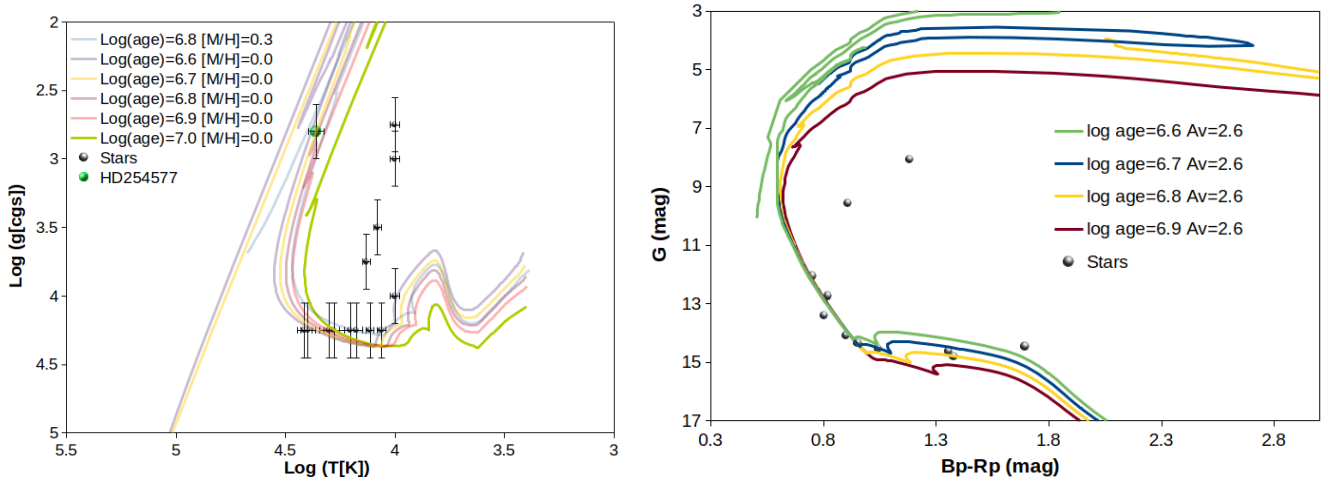 2
2.5
3
3.5
4
4.5
5
Log (g[cgs])
5.5
5
4.5
4
3.5
3
Log (T[K])
Log(age)=6.8 [M/H]=0.3
Log(age)=6.6 [M/H]=0.0
Log(age)=6.7 [M/H]=0.0
Log(age)=6.8 [M/H]=0.0
Log(age)=6.9 [M/H]=0.0
Log(age)=7.0 [M/H]=0.0
Stars
HD254577
3
5
7
9
11
13
15
17
G (mag)
0.3
0.8
1.3
1.8
2.3
2.8
Bp-Rp (mag)
log age=6.6 Av=2.6
log age=6.7 Av=2.6
log age=6.8 Av=2.6
log age=6.9 Av=2.6
Stars